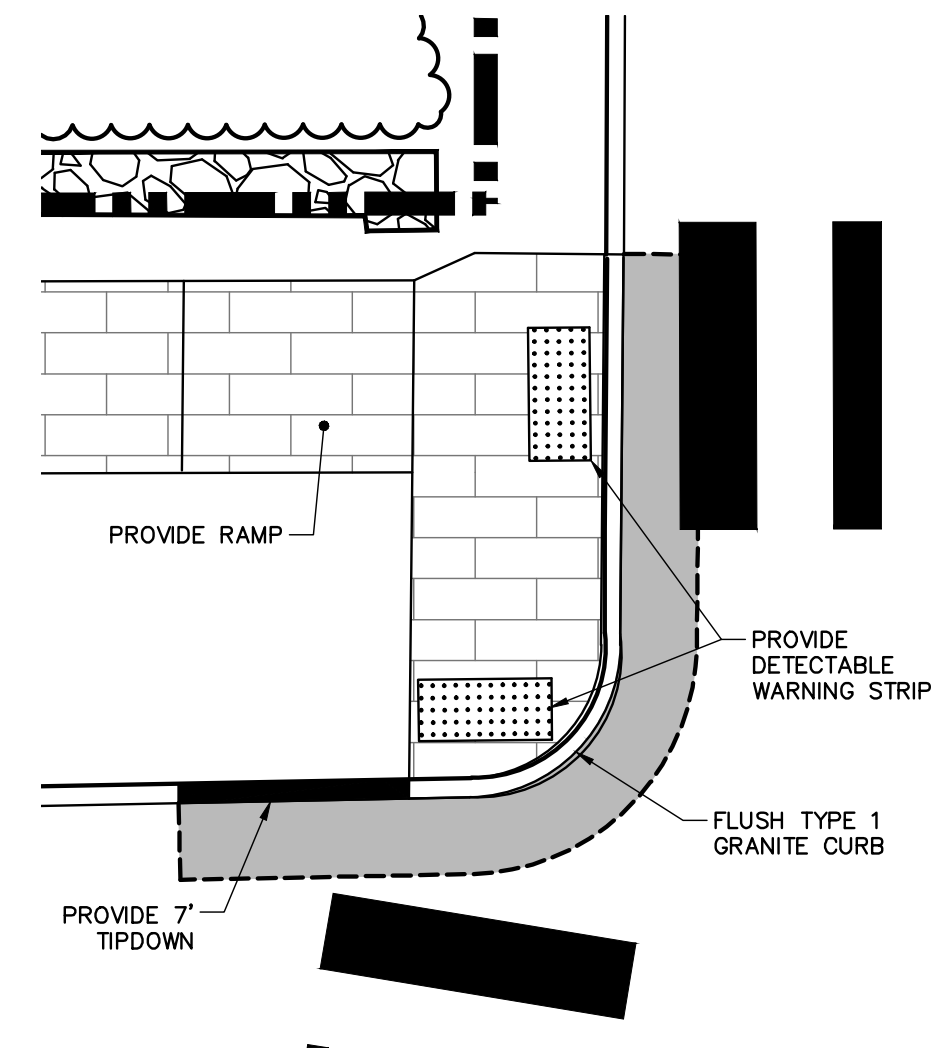 PROVIDE RAMP
PROVIDE
DETECTABLE
WARNING STRIP
FLUSH TYPE 1
GRANITE CURB
PROVIDE 7'
TIPDOWN